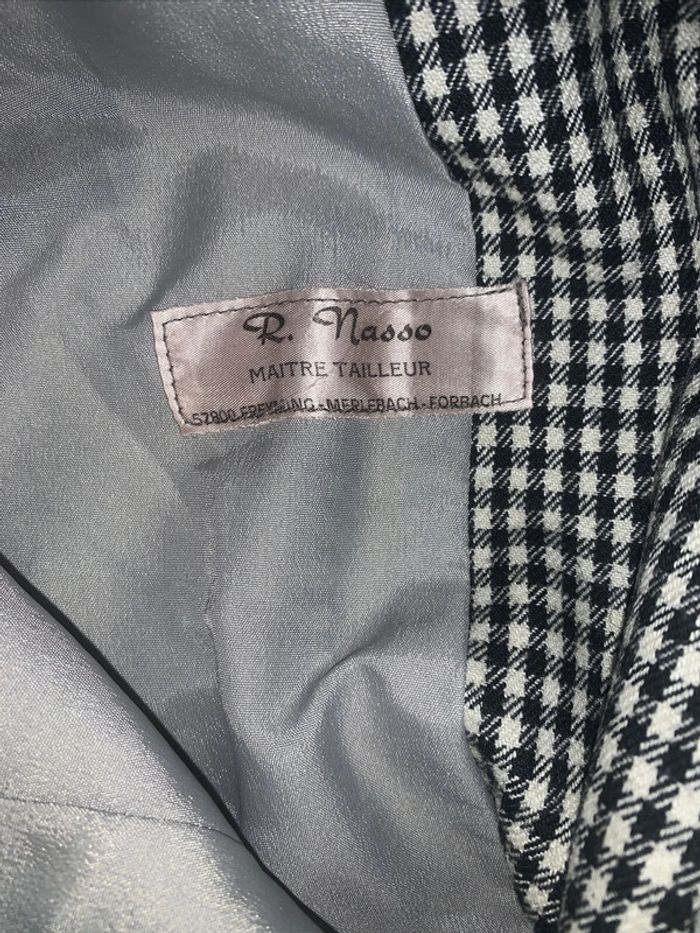 R. Nasso
MAITRE TAILLEUR
57800 FREYMING-MERLEBACH-FORBACH